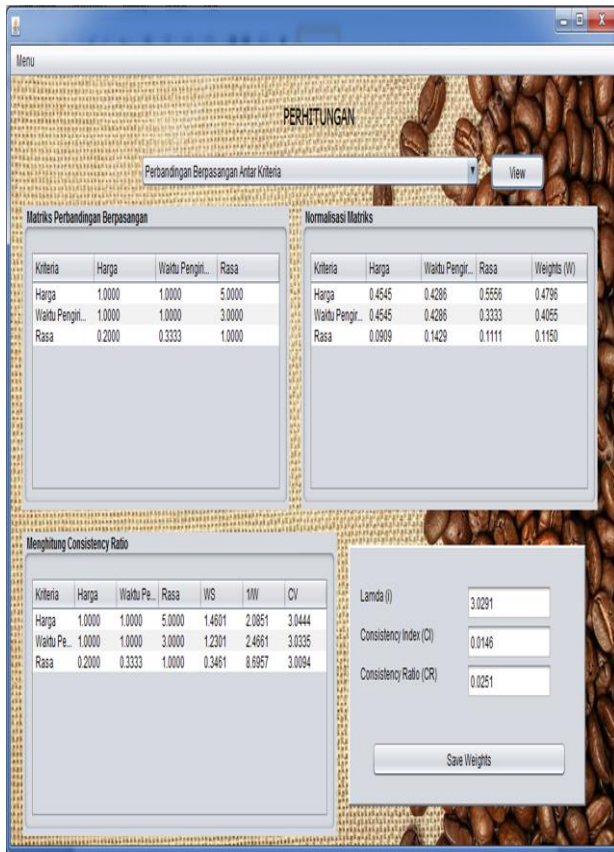 Menu
PERHITUNGAN
Perbandingan Berpasangan Antar Kriteria
View
Matriks Perbandingan Berpasangan
Kriteria Harga Waktu Pengiri... Rasa
Harga 1.0000 1.0000 5.0000
Waktu Pengiri... 1.0000 1.0000 3.0000
Rasa 0.2000 0.3333 1.0000
Normalisasi Matriks
Kriteria Harga Waktu Pengir... Rasa Weights (W)
Harga 0.4545 0.4286 0.5556 0.4796
Waktu Pengir... 0.4545 0.4286 0.3333 0.4055
Rasa 0.0909 0.1429 0.1111 0.1150
Menghitung Consistency Ratio
Kriteria Harga Waktu Pe... Rasa WS 1/W CV
Harga 1.0000 1.0000 5.0000 1.4601 2.0851 3.0444
Waktu Pe... 1.0000 1.0000 3.0000 1.2301 2.4661 3.0335
Rasa 0.2000 0.3333 1.0000 0.3461 8.6957 3.0094
Lamda (i) 3.0291
Consistency Index (CI) 0.0146
Consistency Ratio (CR) 0.0251
Save Weights